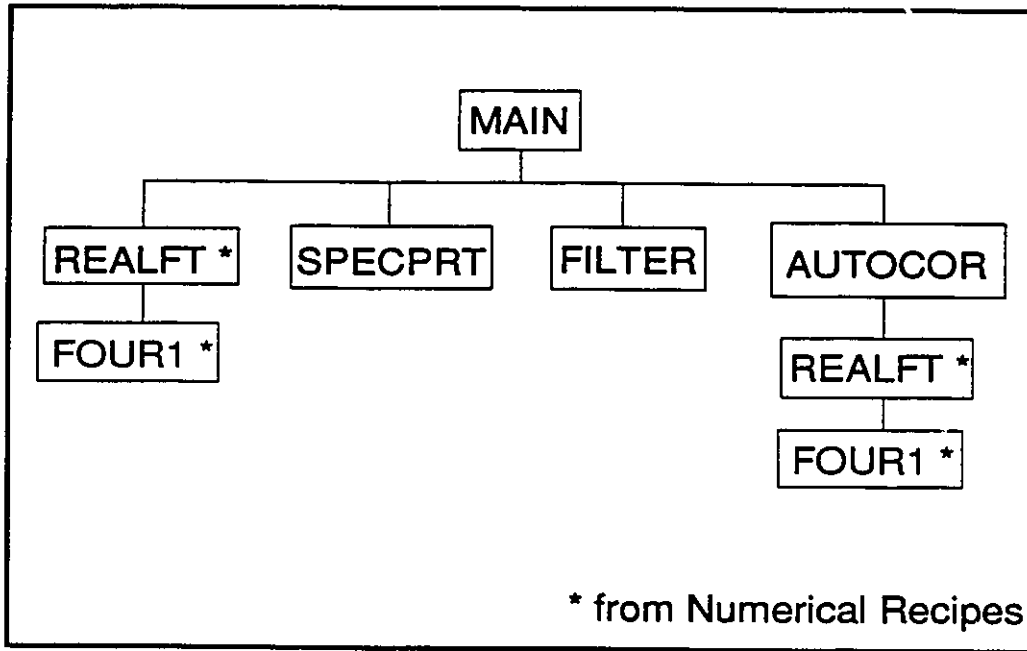 MAIN
REALFT *
SPECPRT
FILTER
AUTOCOR
FOUR1 *
REALFT *
FOUR1 *
* from Numerical Recipes